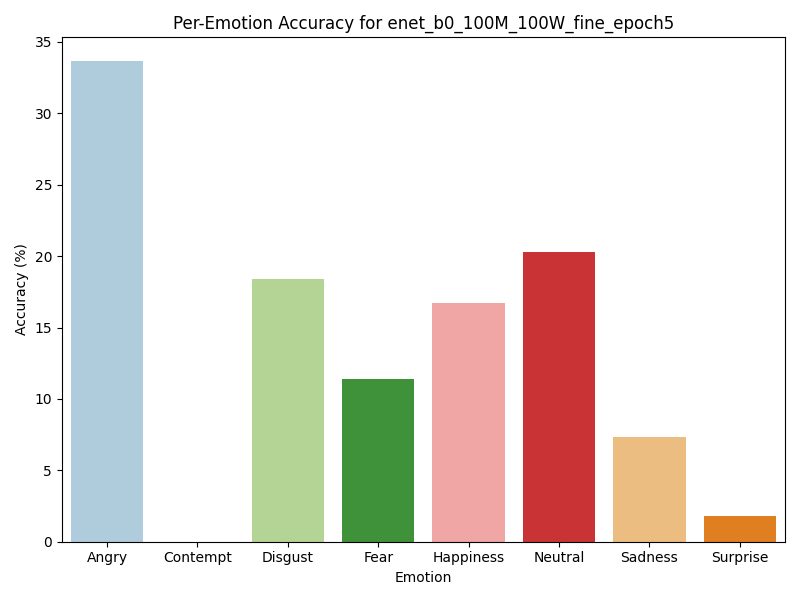 Per-Emotion Accuracy for enet_b0_100M_100W_fine_epoch5
35
30
25
20
15
10
5
0
Accuracy (%)
Angry Contempt Disgust Fear Happiness Neutral Sadness Surprise
Emotion